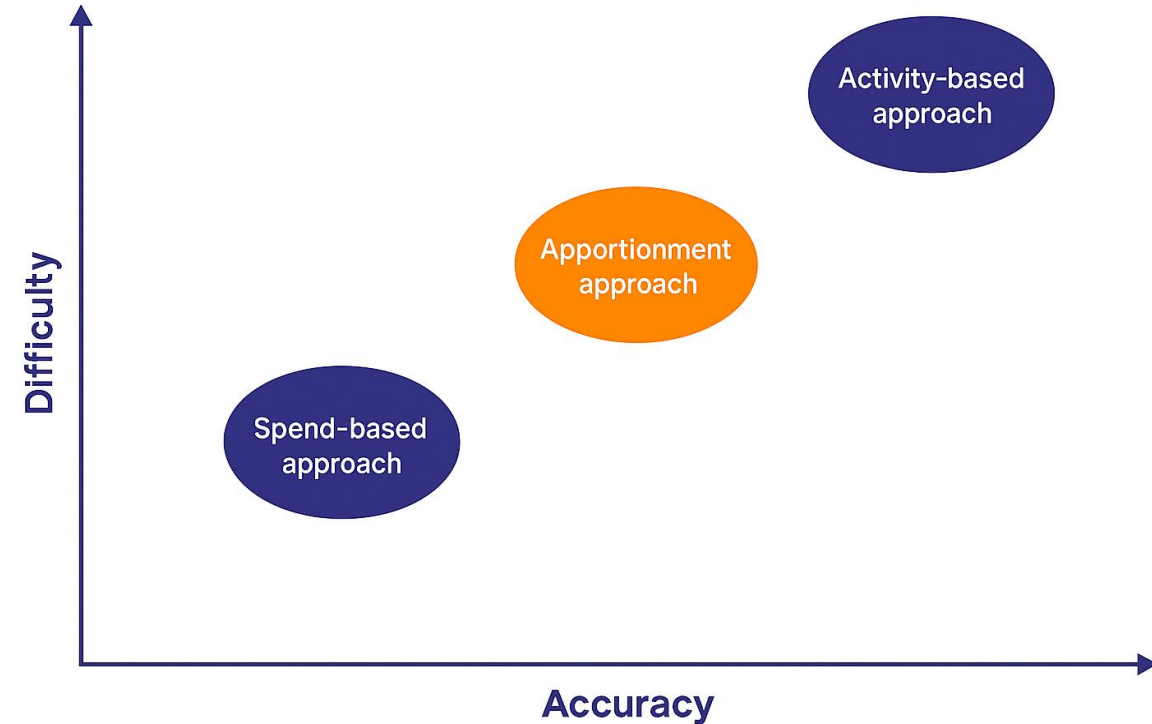 Activity-based
approach
Apportionment
approach
Difficulty
Spend-based
approach
Accuracy